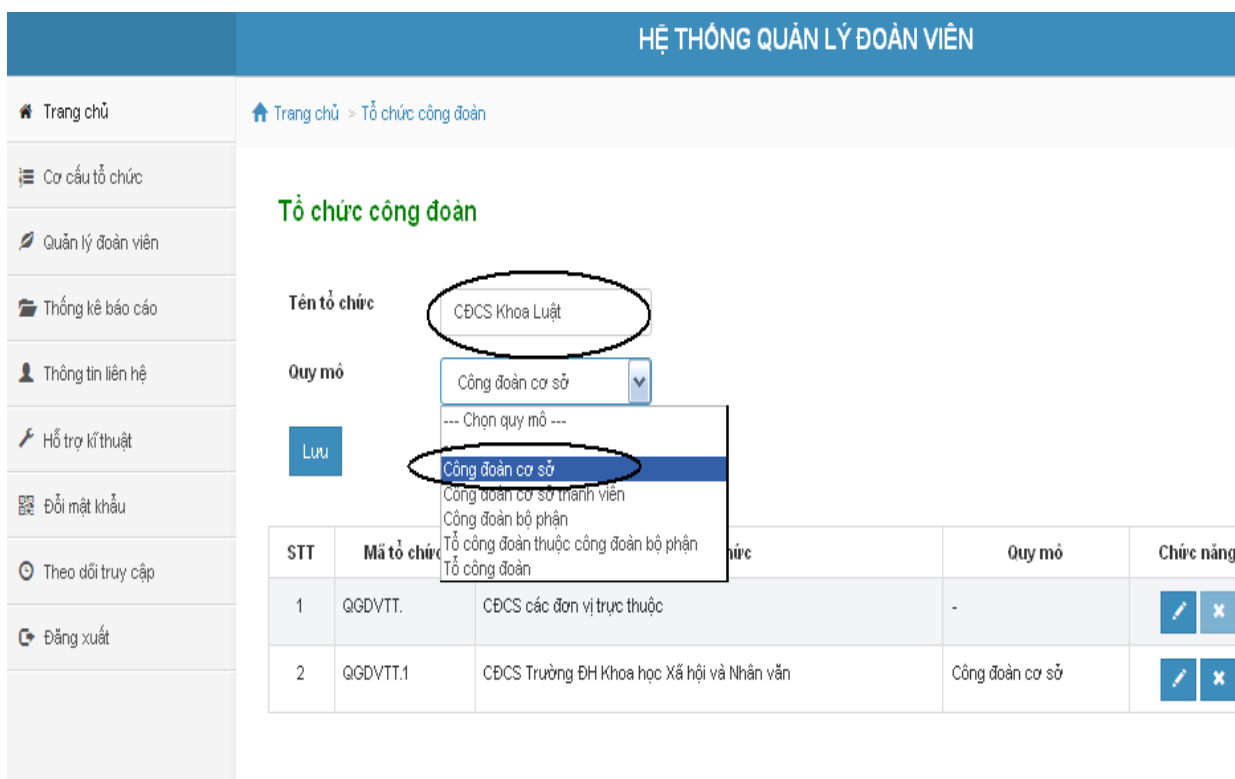 HỆ THỐNG QUẢN LÝ ĐOÀN VIÊN
Trang chủ
Cơ cấu tổ chức
Quản lý đoàn viên
Thống kê báo cáo
Thông tin liên hệ
Hỗ trợ kĩ thuật
Đổi mật khẩu
Theo dõi truy cập
Đăng xuất
Trang chủ > Tổ chức công đoàn
Tổ chức công đoàn
Tên tổ chức CĐCS Khoa Luật
Quy mô Công đoàn cơ sở
--- Chọn quy mô ---
Công đoàn cơ sở
Công đoàn cơ sở thành viên
Công đoàn bộ phận
Tổ công đoàn thuộc công đoàn bộ phận
Tổ công đoàn
Lưu
STT Mã tổ chức Quy mô Chức năng
1 QGDVTT. CĐCS các đơn vị trực thuộc -
2 QGDVTT.1 CĐCS Trường ĐH Khoa học Xã hội và Nhân văn Công đoàn cơ sở